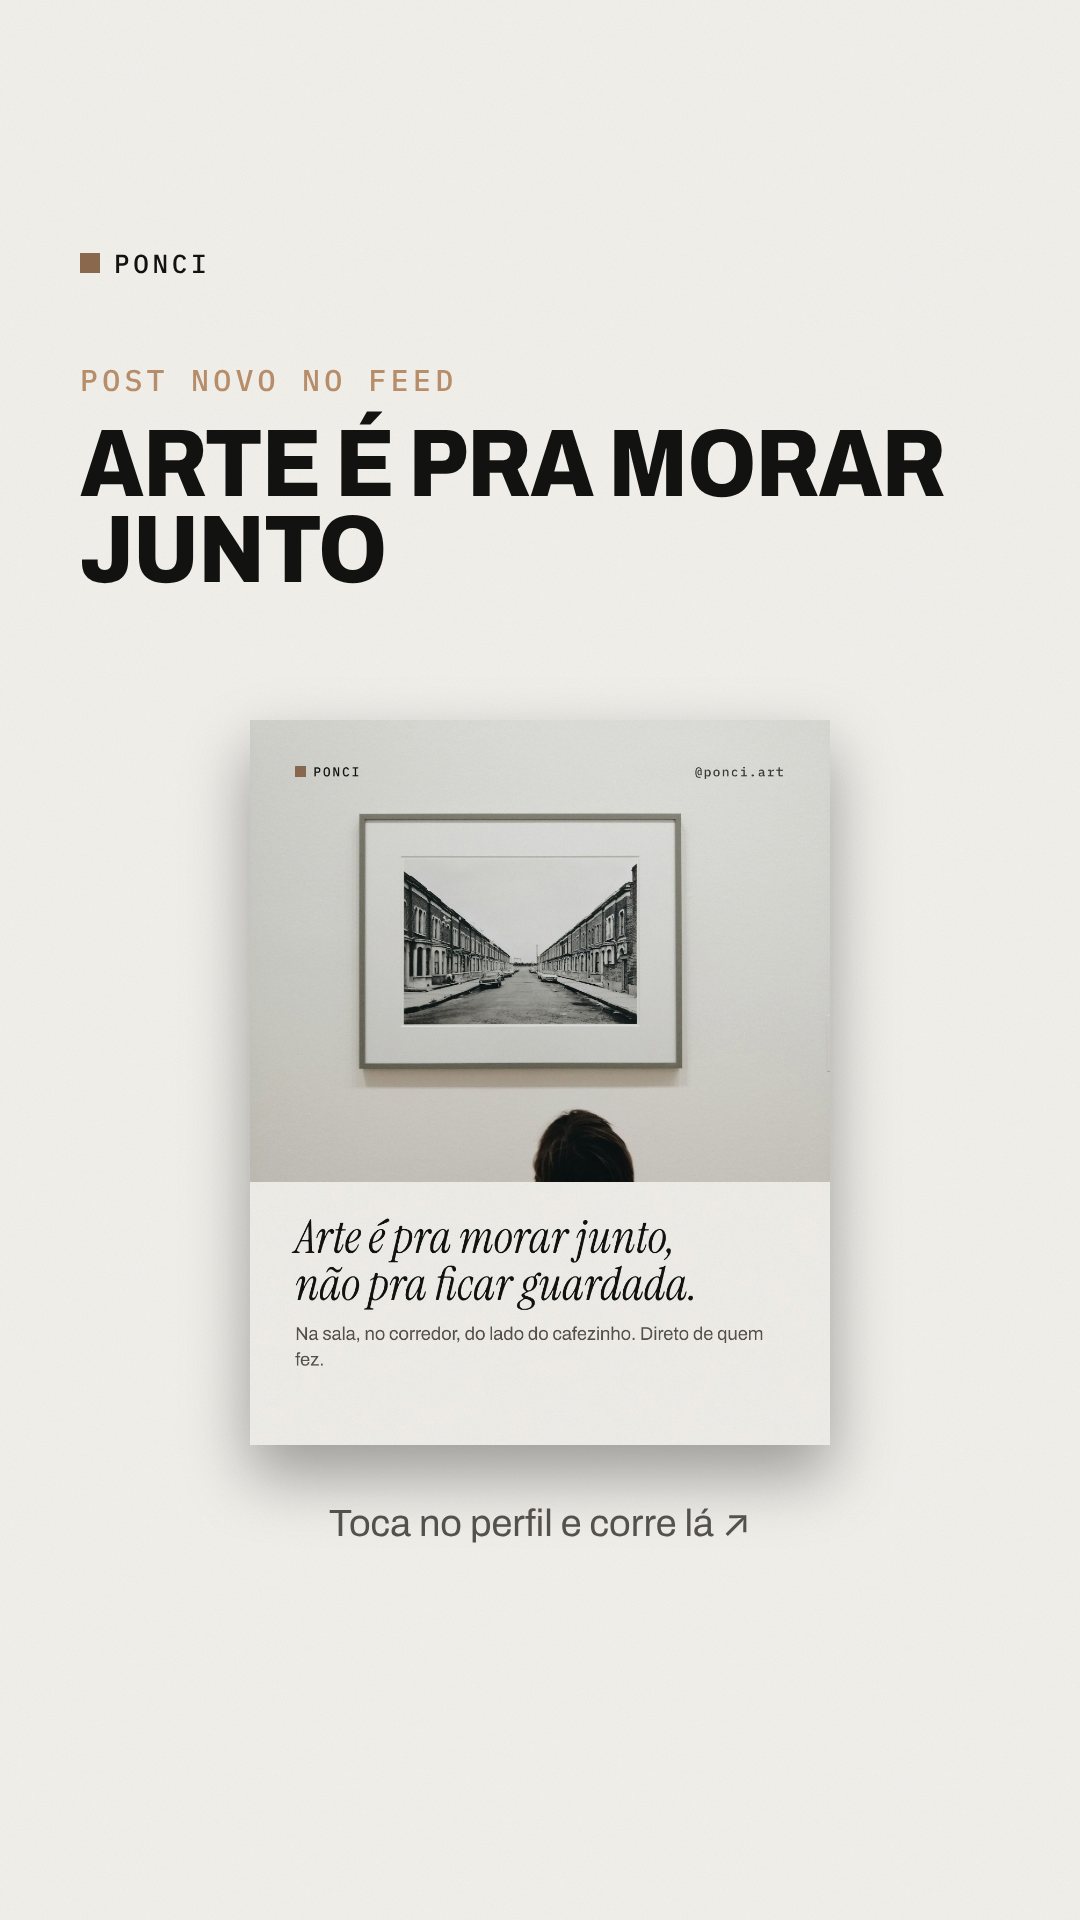 PONCI
POST NOVO NO FEED
ARTE É PRA MORAR
JUNTO
PONCI
@ponci.art
Arte é pra morar junto,
não pra ficar guardada.
Na sala, no corredor, do lado do cafezinho. Direto de quem
fez.
Toca no perfil e corre lá ↗